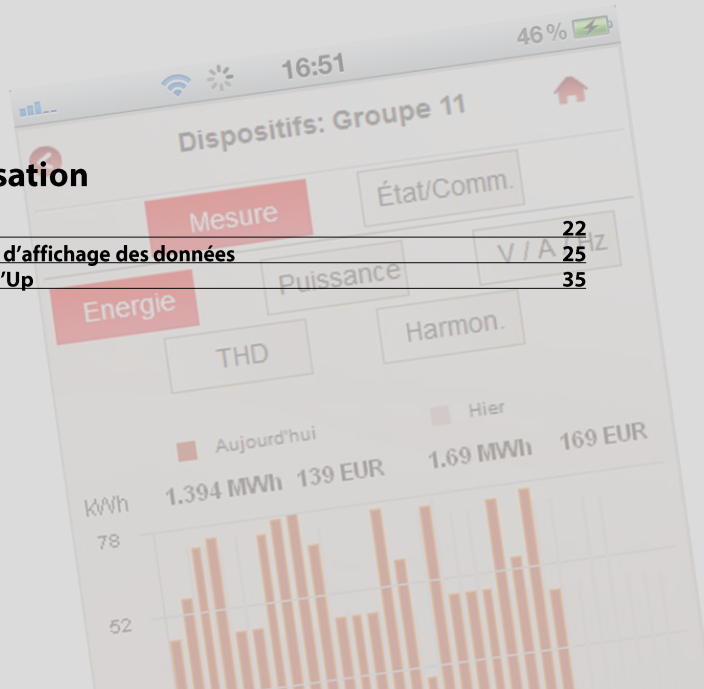 46 %
16:51
Dispositifs: Groupe 11
sation
Mesure
État/Comm.
22
d'affichage des données 25
'Up 35
V / A / Hz
Puissance
Energie
Harmon.
THD
Aujourd'hui
Hier
1.394 MWh 139 EUR
1.69 MWh 169 EUR
kWh
78
52